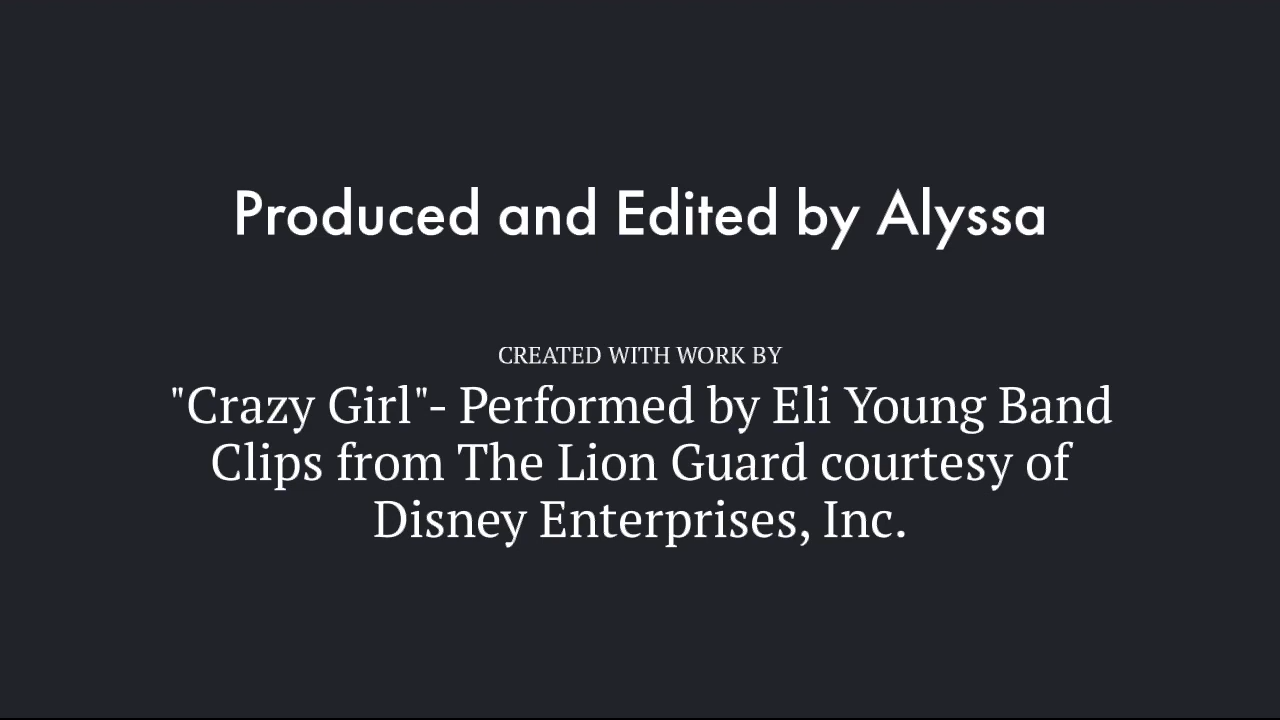 Produced and Edited by Alyssa
CREATED WITH WORK BY
"Crazy Girl"- Performed by Eli Young Band
Clips from The Lion Guard courtesy of
Disney Enterprises, Inc.